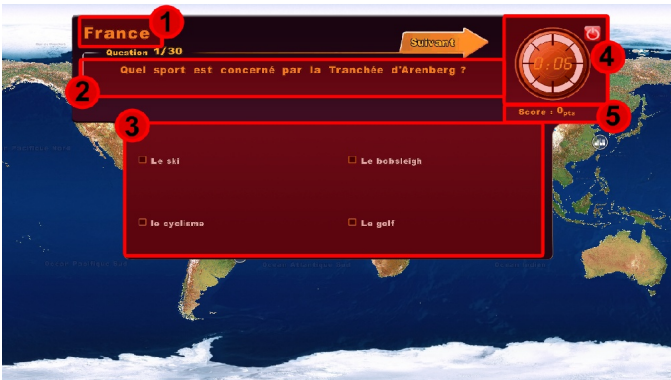 France
1
Question 1/30
Suivant
Quel sport est concerné par la Tranchée d'Arenberg ?
2
0:06
4
Score : 0pts
5
3
Le ski
Le bobsleigh
le cyclisme
Le golf